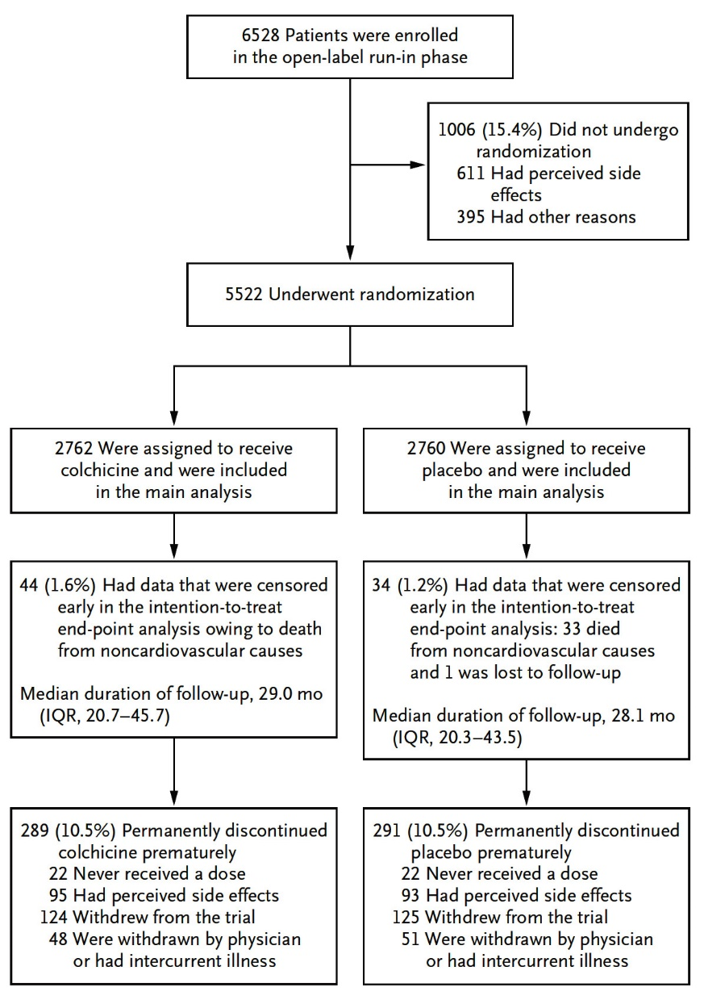 6528 Patients were enrolled
in the open-label run-in phase
1006 (15.4%) Did not undergo
randomization
611 Had perceived side
effects
395 Had other reasons
5522 Underwent randomization
2762 Were assigned to receive
colchicine and were included
in the main analysis
2760 Were assigned to receive
placebo and were included
in the main analysis
44 (1.6%) Had data that were censored
early in the intention-to-treat
end-point analysis owing to death
from noncardiovascular causes
Median duration of follow-up, 29.0 mo
(IQR, 20.7–45.7)
34 (1.2%) Had data that were censored
early in the intention-to-treat
end-point analysis: 33 died
from noncardiovascular causes
and 1 was lost to follow-up
Median duration of follow-up, 28.1 mo
(IQR, 20.3–43.5)
289 (10.5%) Permanently discontinued
colchicine prematurely
22 Never received a dose
95 Had perceived side effects
124 Withdrew from the trial
48 Were withdrawn by physician
or had intercurrent illness
291 (10.5%) Permanently discontinued
placebo prematurely
22 Never received a dose
93 Had perceived side effects
125 Withdrew from the trial
51 Were withdrawn by physician
or had intercurrent illness